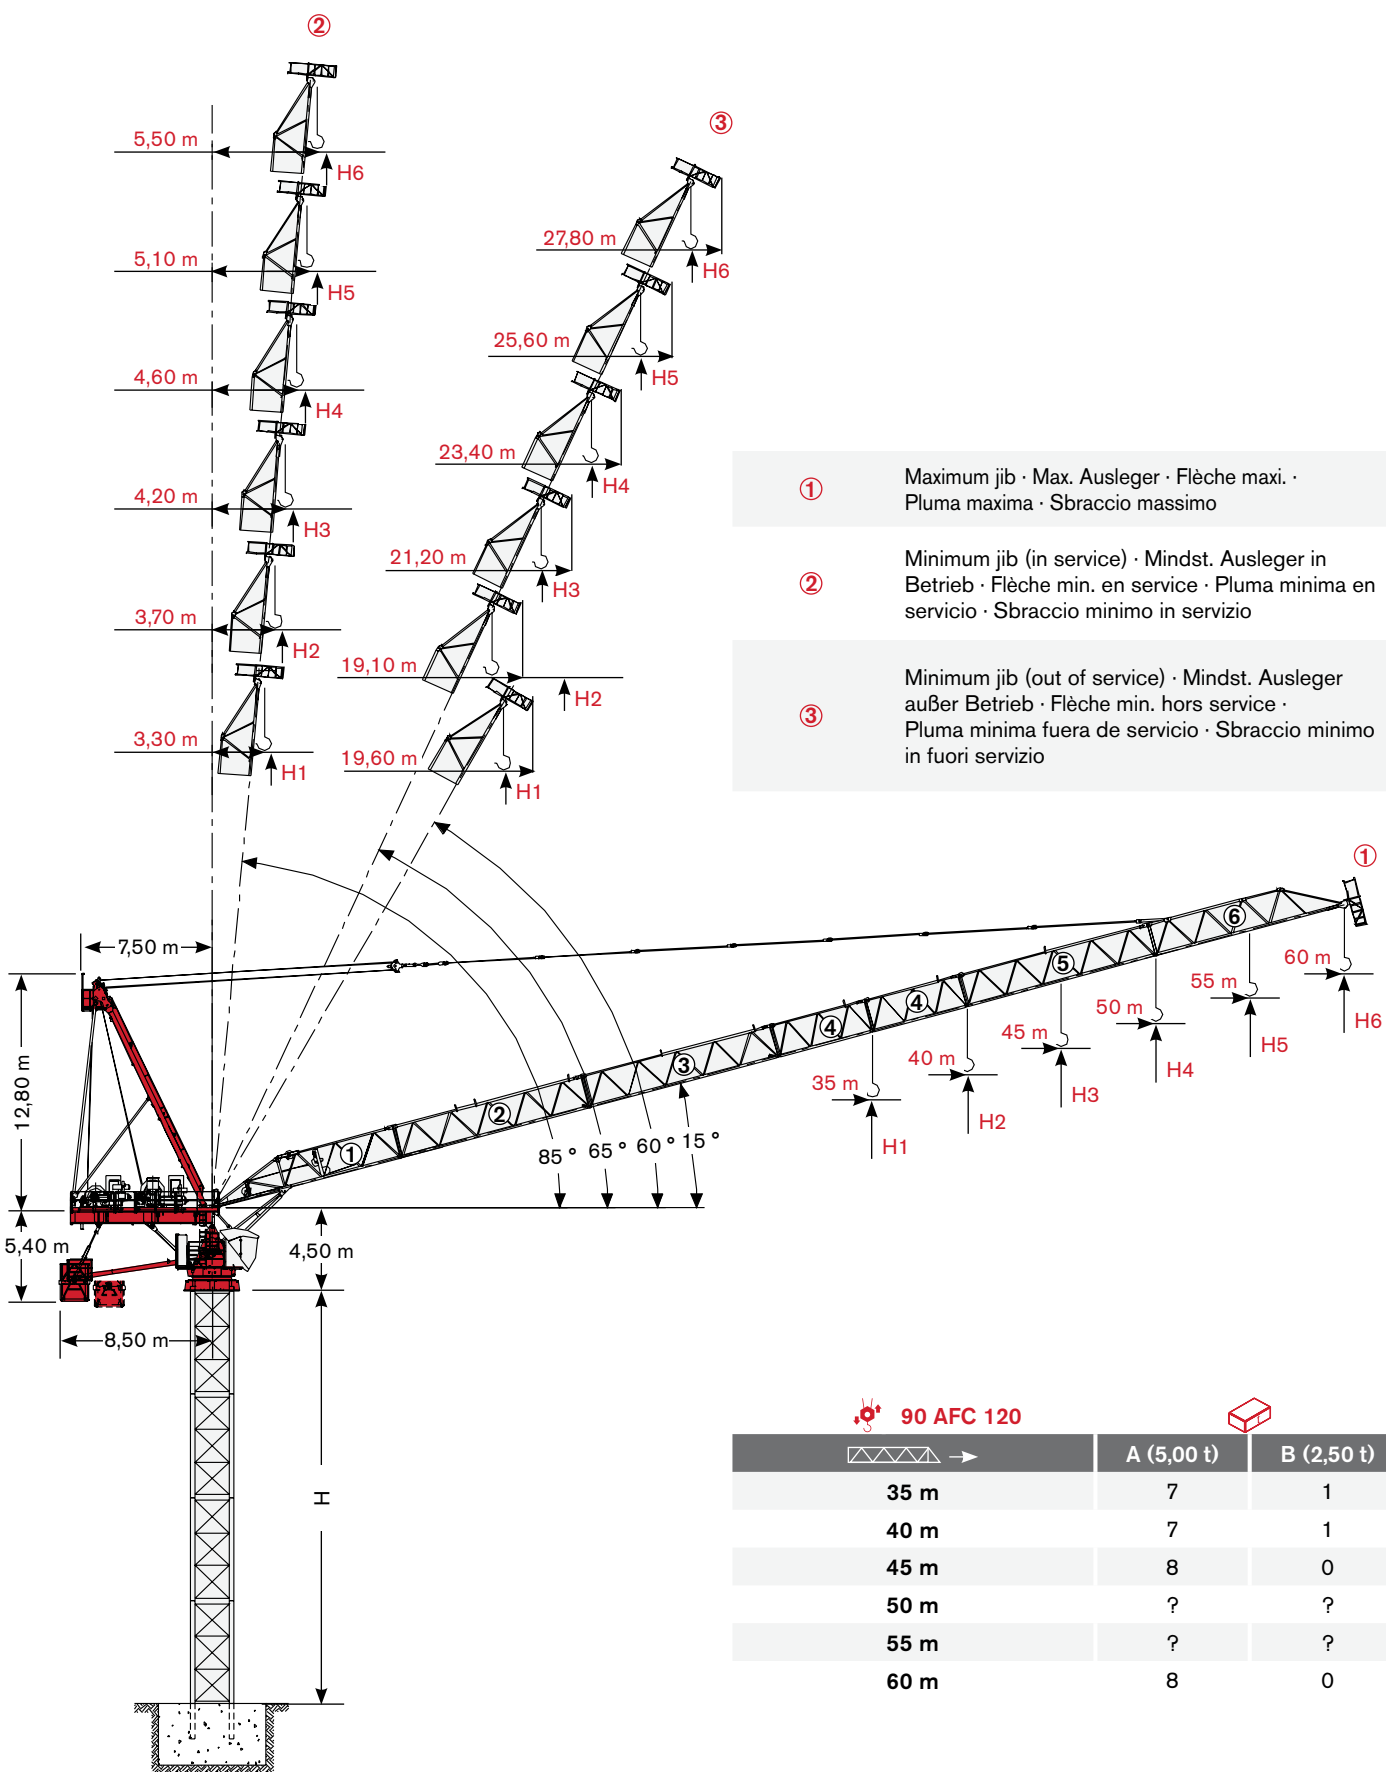 ②
5,50 m
H6
5,10 m
H5
4,60 m
H4
4,20 m
H3
3,70 m
H2
3,30 m
H1
③
27,80 m
H6
25,60 m
H5
23,40 m
H4
21,20 m
H3
19,10 m
H2
19,60 m
H1
① Maximum jib · Max. Ausleger · Flèche maxi. ·
Pluma maxima · Sbraccio massimo
② Minimum jib (in service) · Mindst. Ausleger in
Betrieb · Flèche min. en service · Pluma minima en
servicio · Sbraccio minimo in servizio
③ Minimum jib (out of service) · Mindst. Ausleger
außer Betrieb · Flèche min. hors service ·
Pluma minima fuera de servicio · Sbraccio minimo
in fuori servizio
①
7,50 m
12,80 m
5,40 m
8,50 m
4,50 m
H
① ② ③ ④ ④ ⑤ ⑥
85 ° 65 ° 60 ° 15 °
35 m
H1
40 m
H2
45 m
H3
50 m
H4
55 m
H5
60 m
H6
90 AFC 120
A (5,00 t) B (2,50 t)
35 m 7 1
40 m 7 1
45 m 8 0
50 m ? ?
55 m ? ?
60 m 8 0